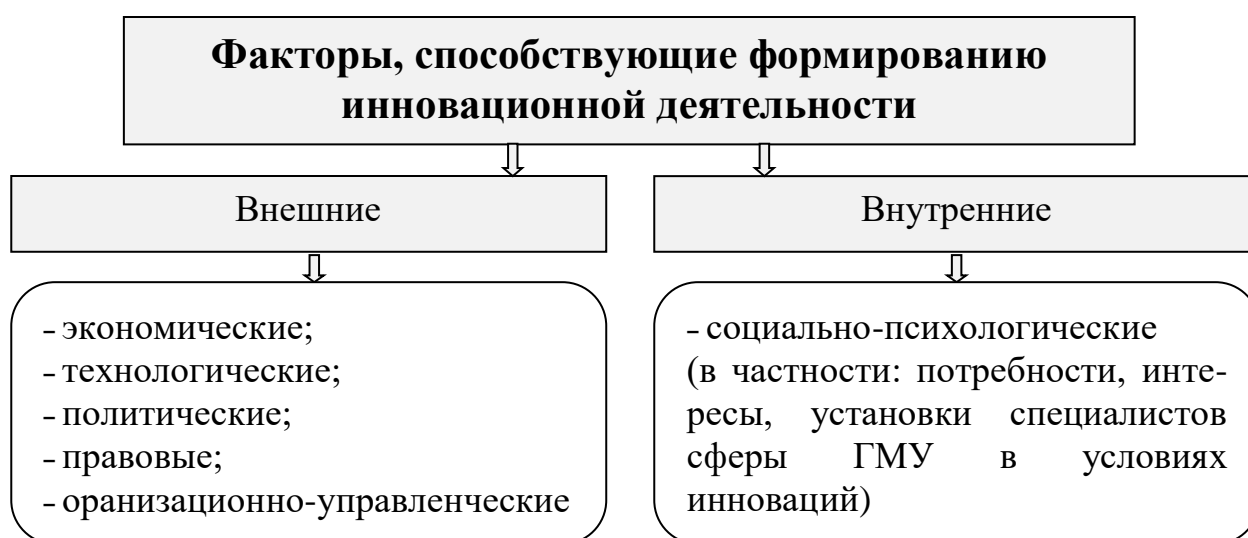 Факторы, способствующие формированию
инновационной деятельности
Внешние
Внутренние
- экономические;
- технологические;
- политические;
- правовые;
- оранизационно-управленческие
- социально-психологические
(в частности: потребности, инте-
ресы, установки специалистов
сферы ГМУ в условиях
инноваций)